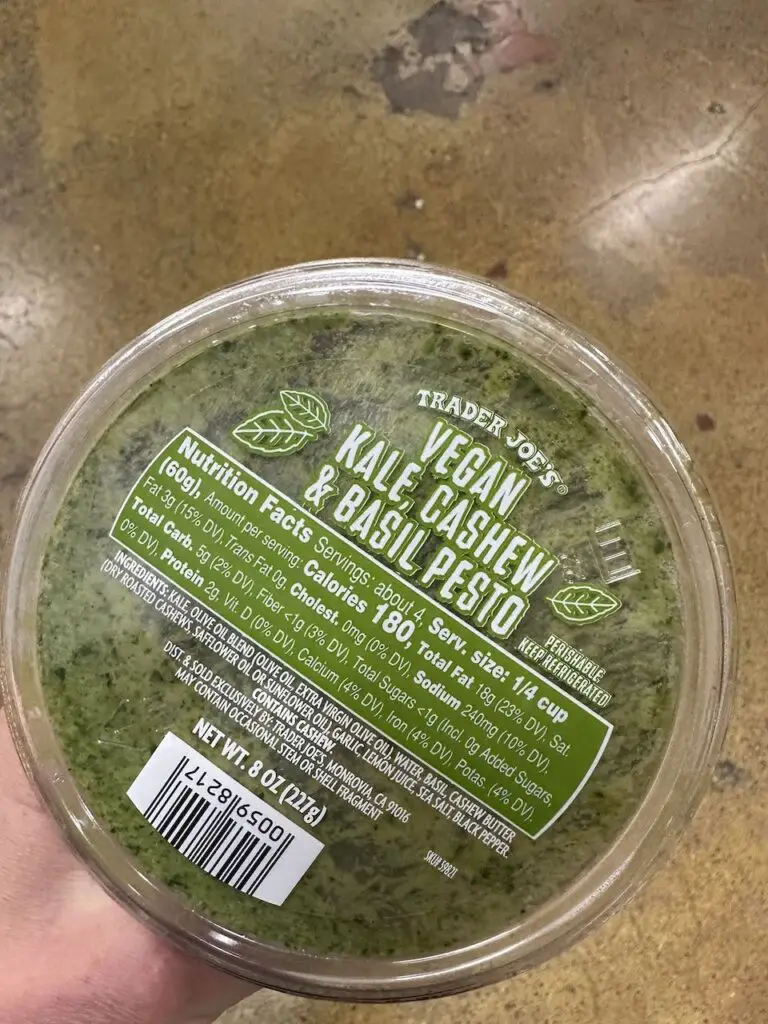 TRADER JOE'S®
VEGAN
KALE, CASHEW
& BASIL PESTO
PERISHABLE
KEEP REFRIGERATED
Nutrition Facts Servings: about 4, Serv. size: 1/4 cup
(60g), Amount per serving: Calories 180, Total Fat 18g (23% DV), Sat.
Fat 3g (15% DV), Trans Fat 0g, Cholest. 0mg (0% DV), Sodium 240mg (10% DV),
Total Carb. 5g (2% DV), Fiber <1g (3% DV), Total Sugars <1g (Incl. 0g Added Sugars,
0% DV), Protein 2g, Vit. D (0% DV), Calcium (4% DV), Iron (4% DV), Potas. (4% DV).
INGREDIENTS: KALE, OLIVE OIL BLEND (OLIVE OIL, EXTRA VIRGIN OLIVE OIL), WATER, BASIL, CASHEW BUTTER
(DRY ROASTED CASHEWS, SAFFLOWER OIL OR SUNFLOWER OIL), GARLIC, LEMON JUICE, SEA SALT, BLACK PEPPER.
CONTAINS CASHEW.
DIST. & SOLD EXCLUSIVELY BY: TRADER JOE'S, MONROVIA, CA 91016
MAY CONTAIN OCCASIONAL STEM OR SHELL FRAGMENT
NET WT. 8 OZ (227g)
SKU# 59821
0059 8217